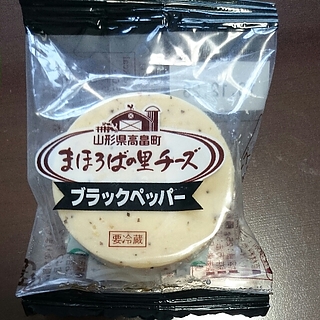 山形県高畠町
まほろばの里チーズ
ブラックペッパー
要冷蔵